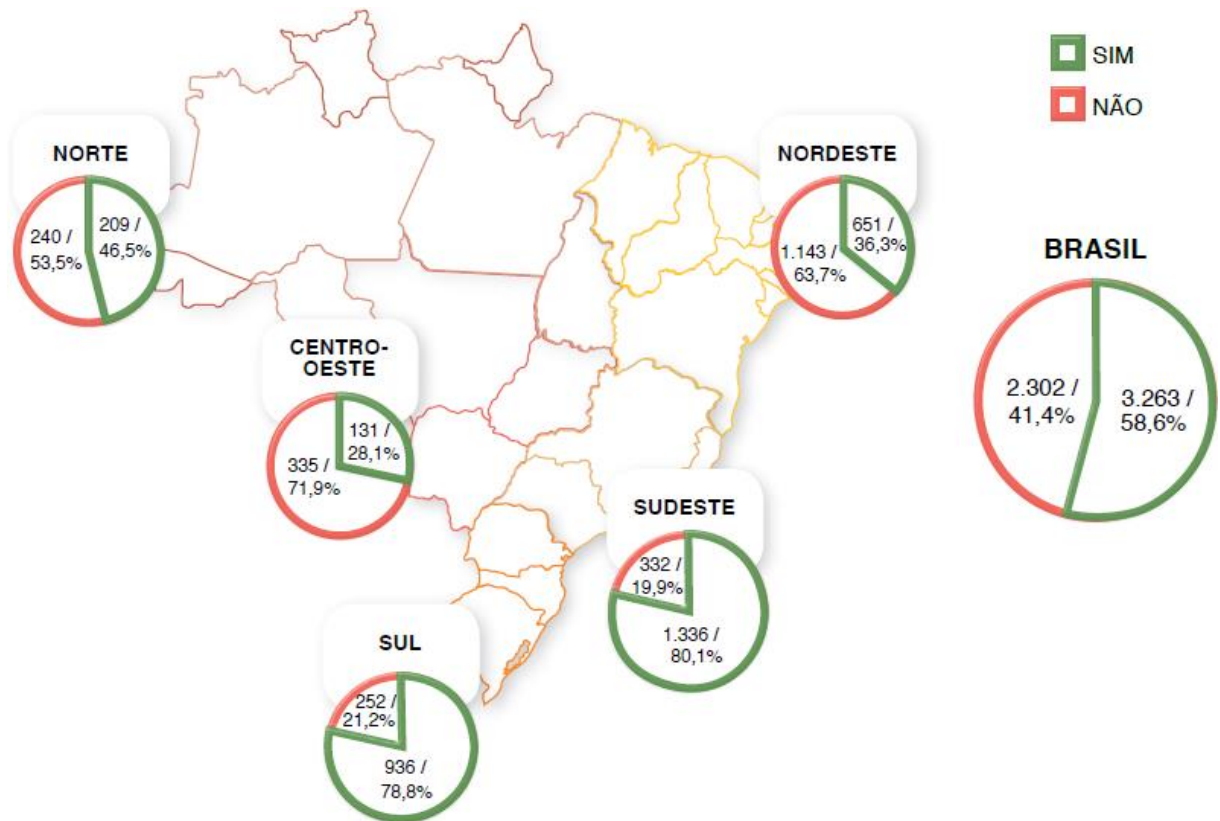 SIM
NÃO
NORTE
240 /
53,5%
209 /
46,5%
NORDESTE
651 /
36,3%
1.143 /
63,7%
BRASIL
2.302 /
41,4%
3.263 /
58,6%
CENTRO-
OESTE
131 /
28,1%
335 /
71,9%
SUDESTE
332 /
19,9%
1.336 /
80,1%
SUL
252 /
21,2%
936 /
78,8%